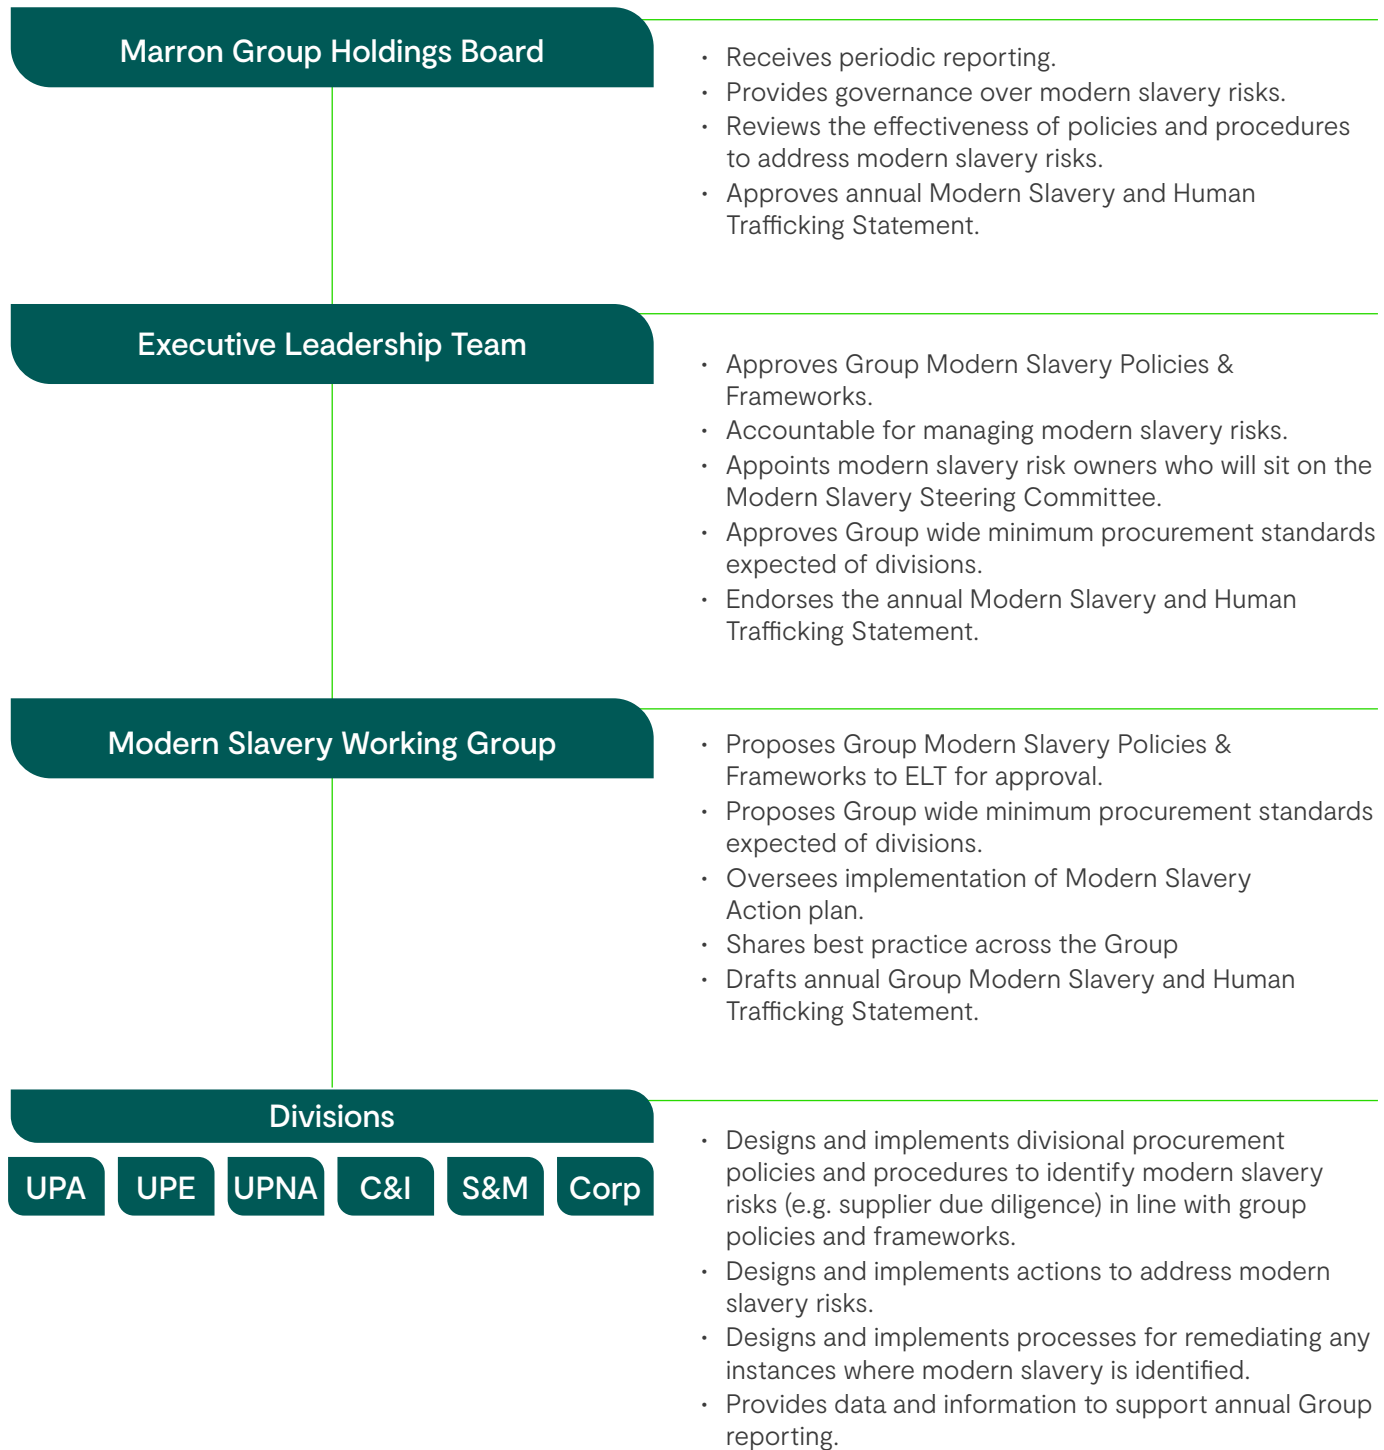 Marron Group Holdings Board
· Receives periodic reporting.
· Provides governance over modern slavery risks.
· Reviews the effectiveness of policies and procedures
to address modern slavery risks.
· Approves annual Modern Slavery and Human
Trafficking Statement.
Executive Leadership Team
· Approves Group Modern Slavery Policies &
Frameworks.
· Accountable for managing modern slavery risks.
· Appoints modern slavery risk owners who will sit on the
Modern Slavery Steering Committee.
· Approves Group wide minimum procurement standards
expected of divisions.
· Endorses the annual Modern Slavery and Human
Trafficking Statement.
Modern Slavery Working Group
· Proposes Group Modern Slavery Policies &
Frameworks to ELT for approval.
· Proposes Group wide minimum procurement standards
expected of divisions.
· Oversees implementation of Modern Slavery
Action plan.
· Shares best practice across the Group
· Drafts annual Group Modern Slavery and Human
Trafficking Statement.
Divisions
UPA UPE UPNA C&I S&M Corp
· Designs and implements divisional procurement
policies and procedures to identify modern slavery
risks (e.g. supplier due diligence) in line with group
policies and frameworks.
· Designs and implements actions to address modern
slavery risks.
· Designs and implements processes for remediating any
instances where modern slavery is identified.
· Provides data and information to support annual Group
reporting.